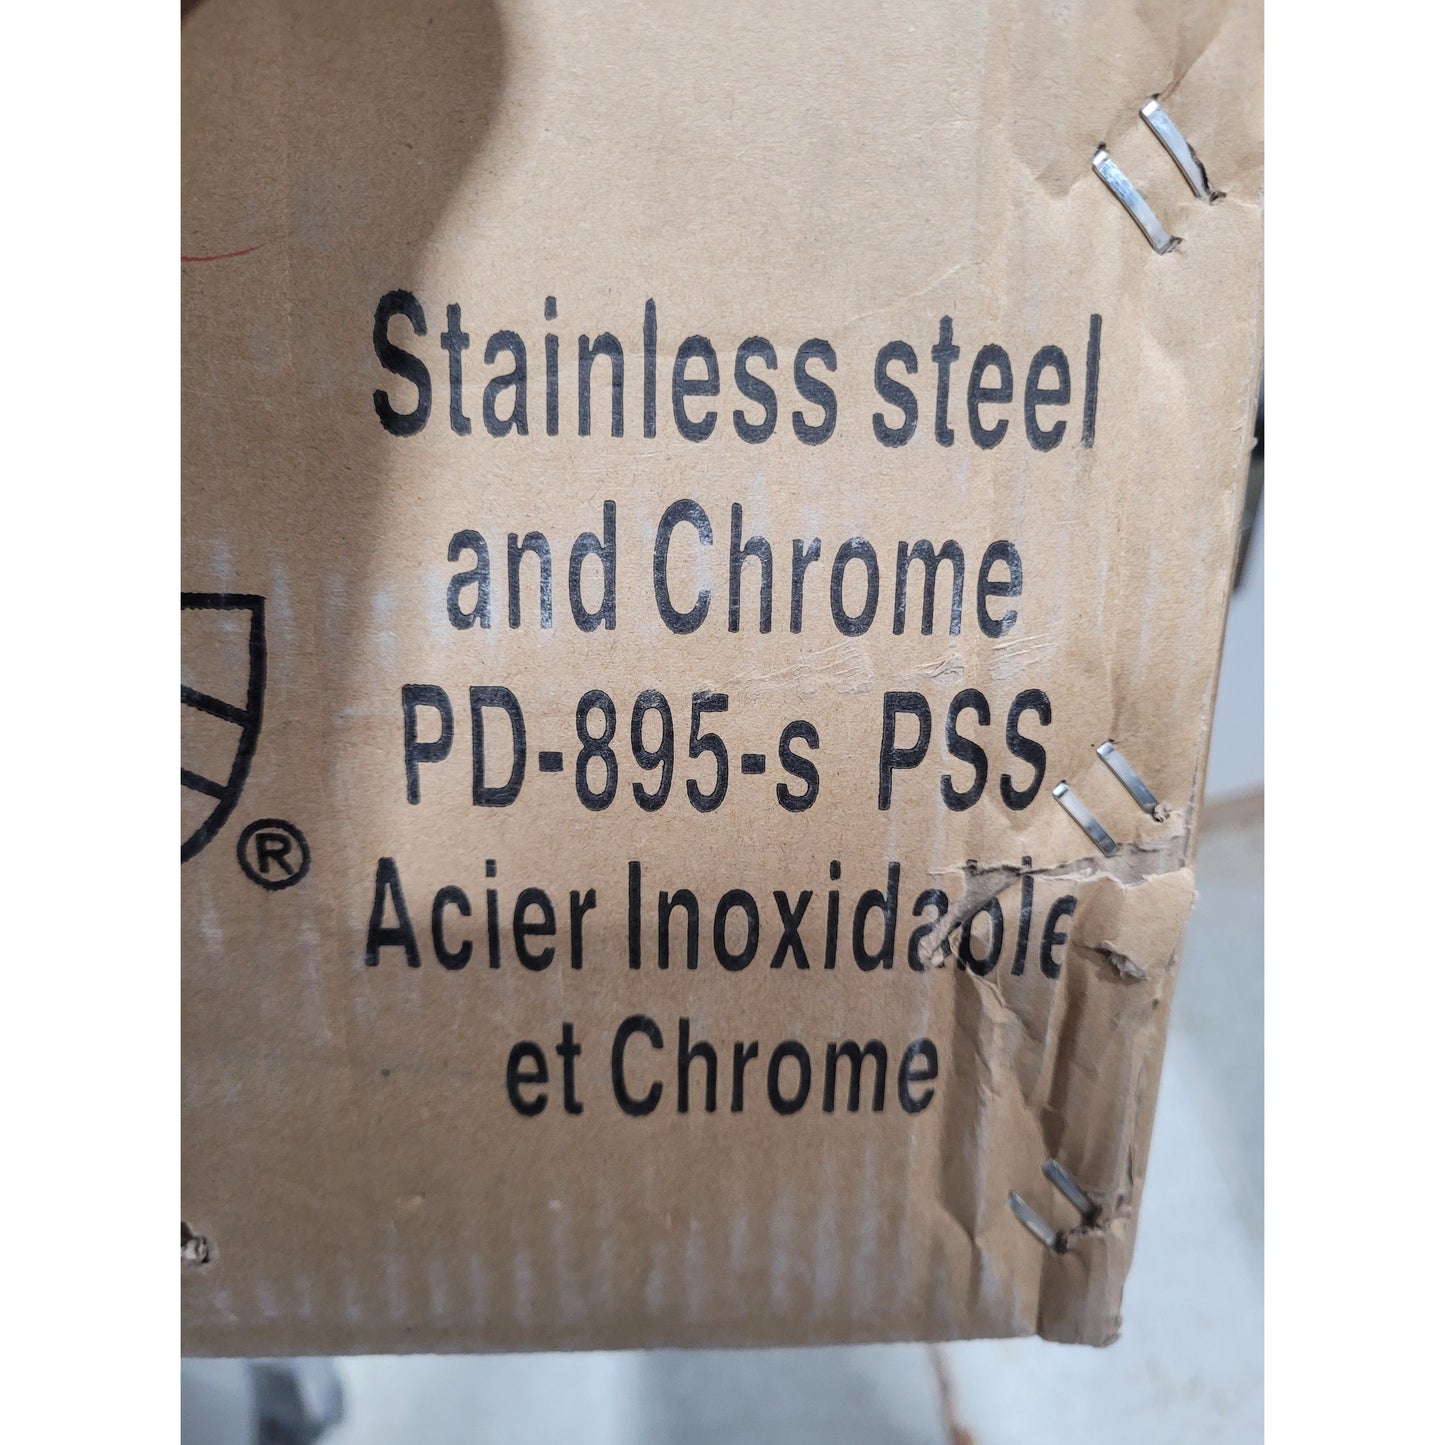 Stainless steel
and Chrome
PD-895-s PSS
®
Acier Inoxidable
et Chrome